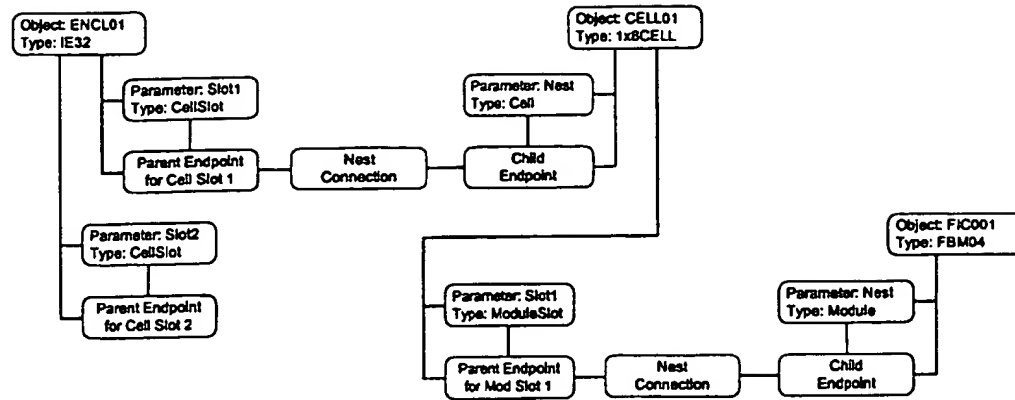 Object: ENCL01
Type: IE32
Object: CELL01
Type: 1x8CELL
Parameter: Slot1
Type: CellSlot
Parameter: Nest
Type: Cell
Parent Endpoint
for Cell Slot 1
Nest
Connection
Child
Endpoint
Parameter: Slot2
Type: CellSlot
Object: FIC001
Type: FBM04
Parent Endpoint
for Cell Slot 2
Parameter: Slot1
Type: ModuleSlot
Parameter: Nest
Type: Module
Parent Endpoint
for Mod Slot 1
Nest
Connection
Child
Endpoint